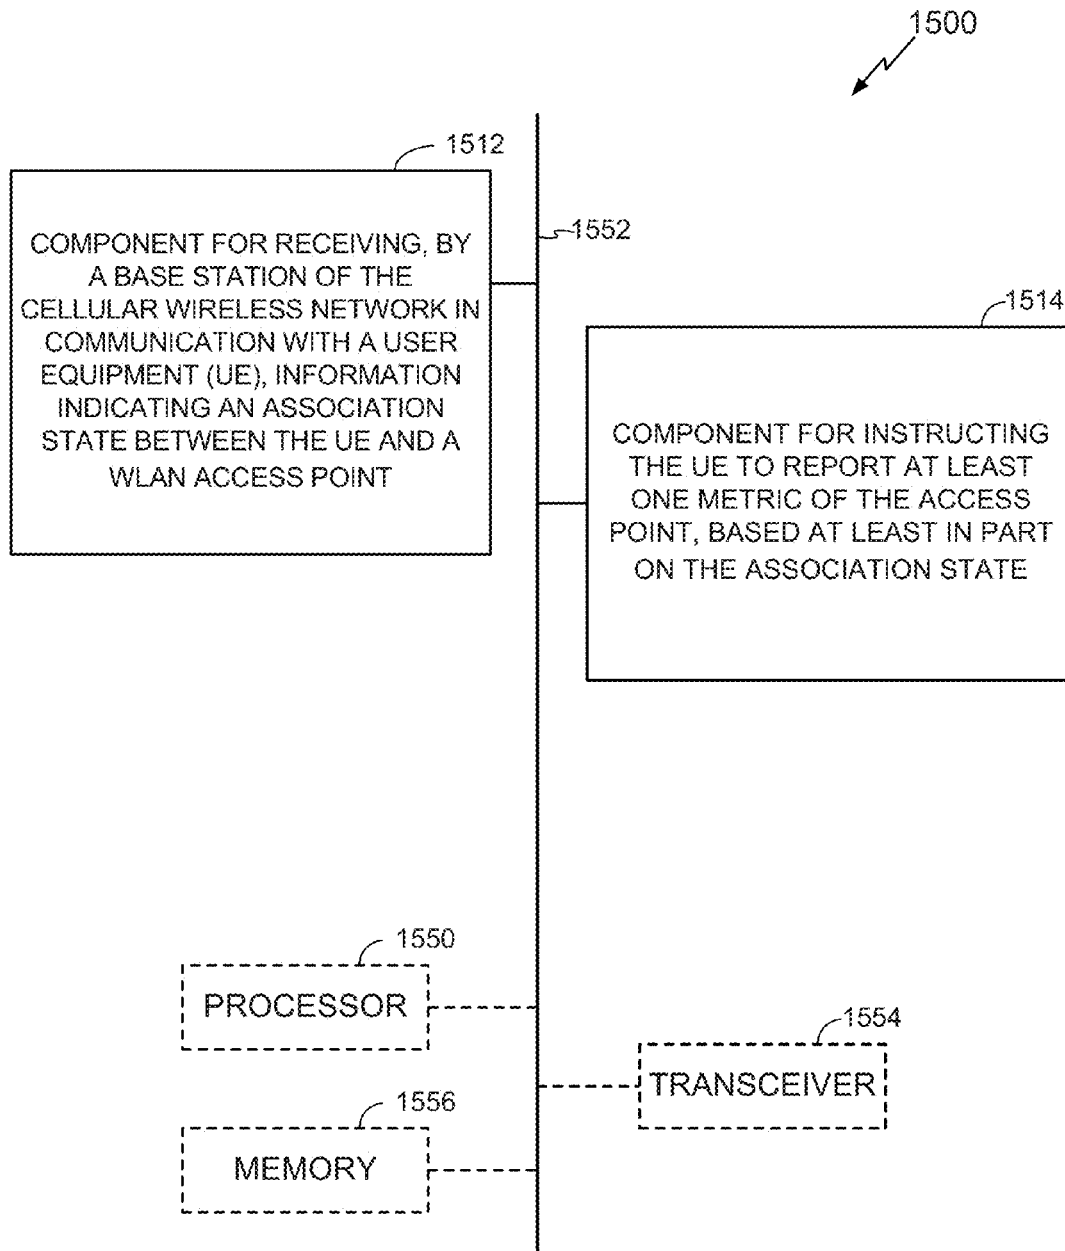 1500
1512
COMPONENT FOR RECEIVING, BY
A BASE STATION OF THE
CELLULAR WIRELESS NETWORK IN
COMMUNICATION WITH A USER
EQUIPMENT (UE), INFORMATION
INDICATING AN ASSOCIATION
STATE BETWEEN THE UE AND A
WLAN ACCESS POINT
1552
1514
COMPONENT FOR INSTRUCTING
THE UE TO REPORT AT LEAST
ONE METRIC OF THE ACCESS
POINT, BASED AT LEAST IN PART
ON THE ASSOCIATION STATE
1550
PROCESSOR
1554
TRANSCEIVER
1556
MEMORY